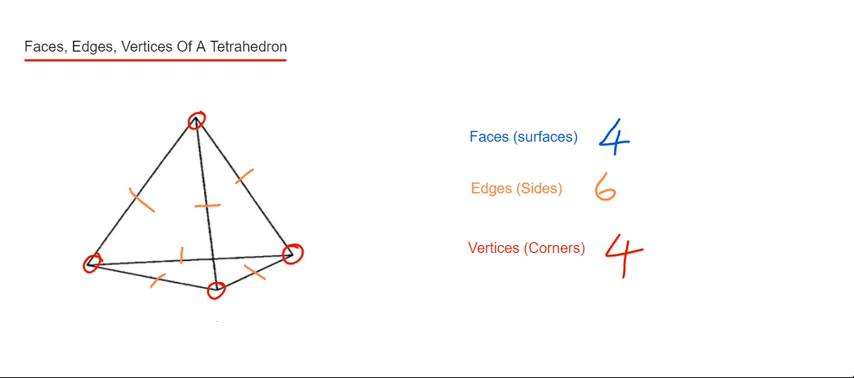 Faces, Edges, Vertices Of A Tetrahedron
Faces (surfaces) 4
Edges (Sides) 6
Vertices (Corners) 4